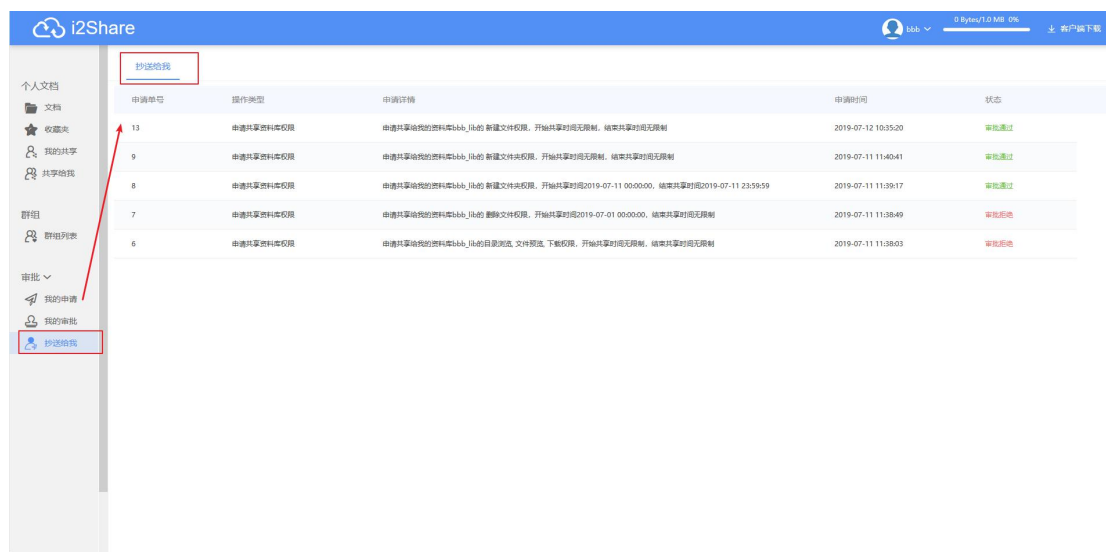 i2Share
bbb
0 Bytes/1.0 MB 0%
客户端下载
抄送给我
个人文档
文档
收藏夹
我的共享
共享给我
群组
群组列表
审批
我的申请
我的审批
抄送给我
申请单号 操作类型 申请详情 申请时间 状态
13 申请共享资料库权限 申请共享给我的资料库bbb_lib的 新建文件权限，开始共享时间无限制，结束共享时间无限制 2019-07-12 10:35:20 审批通过
9 申请共享资料库权限 申请共享给我的资料库bbb_lib的 新建文件夹权限，开始共享时间无限制，结束共享时间无限制 2019-07-11 11:40:41 审批通过
8 申请共享资料库权限 申请共享给我的资料库bbb_lib的 新建文件夹权限，开始共享时间2019-07-11 00:00:00，结束共享时间2019-07-11 23:59:59 2019-07-11 11:39:17 审批通过
7 申请共享资料库权限 申请共享给我的资料库bbb_lib的 删除文件权限，开始共享时间2019-07-01 00:00:00，结束共享时间无限制 2019-07-11 11:38:49 审批拒绝
6 申请共享资料库权限 申请共享给我的资料库bbb_lib的目录浏览, 文件预览, 下载权限，开始共享时间无限制，结束共享时间无限制 2019-07-11 11:38:03 审批拒绝